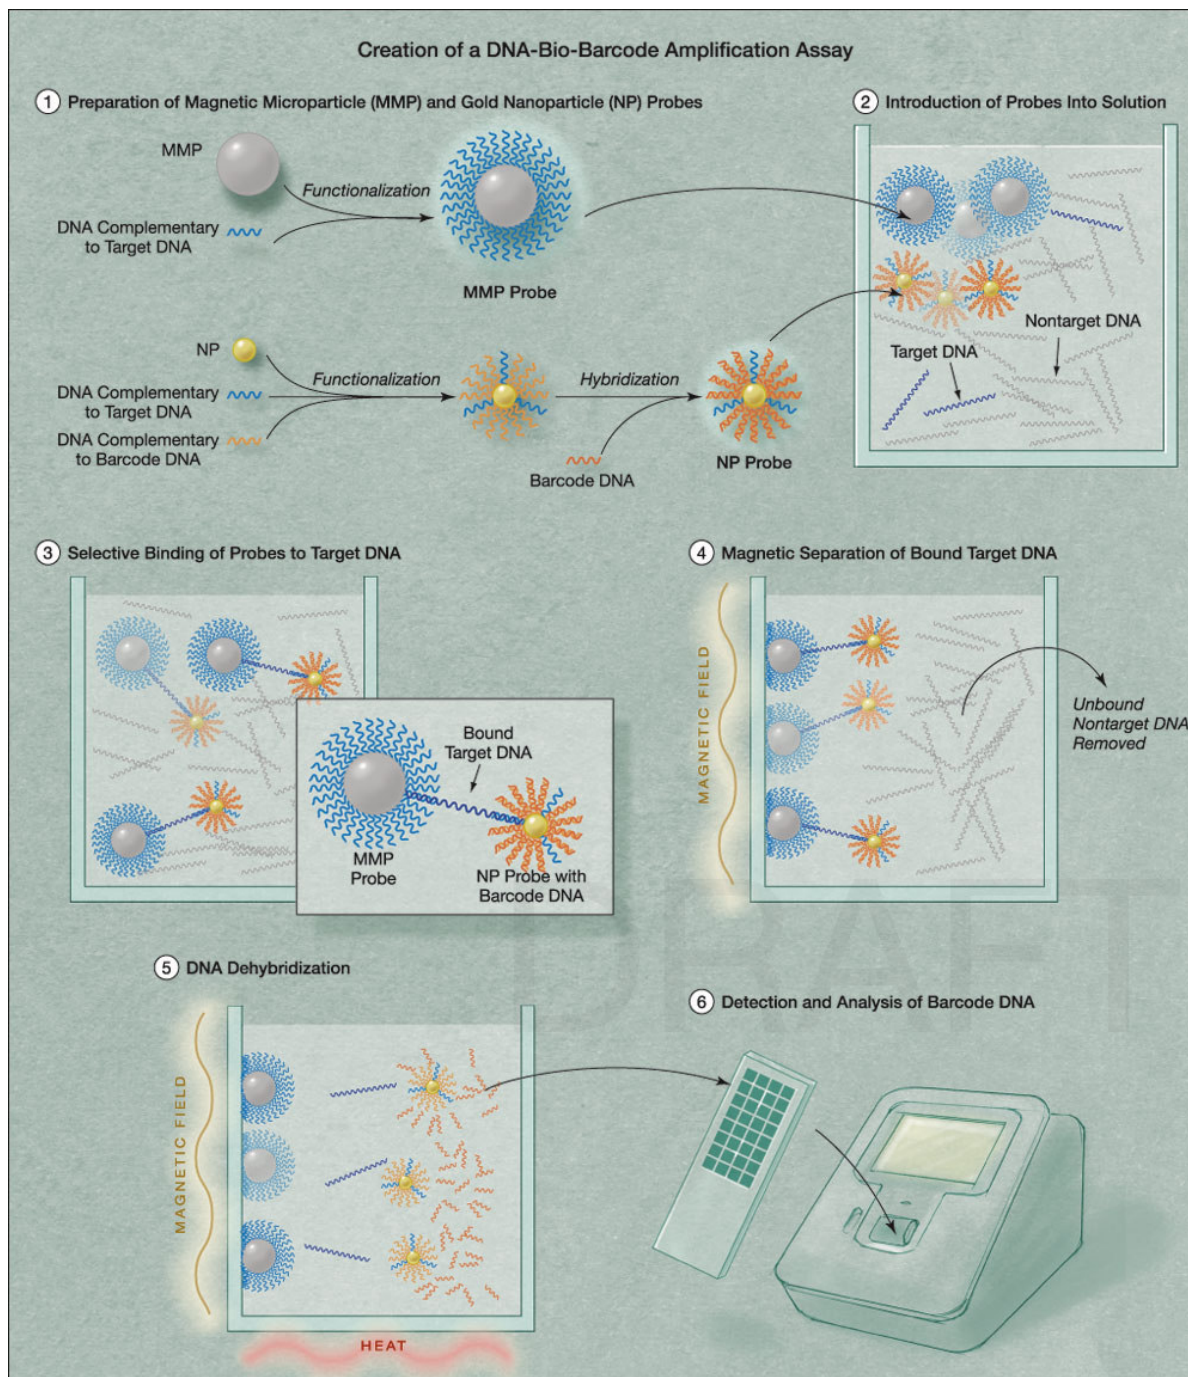 Creation of a DNA-Bio-Barcode Amplification Assay
1 Preparation of Magnetic Microparticle (MMP) and Gold Nanoparticle (NP) Probes
MMP
Functionalization
DNA Complementary
to Target DNA
MMP Probe
NP
DNA Complementary
to Target DNA
DNA Complementary
to Barcode DNA
Functionalization
Hybridization
Barcode DNA
NP Probe
2 Introduction of Probes Into Solution
Nontarget DNA
Target DNA
3 Selective Binding of Probes to Target DNA
Bound
Target DNA
MMP
Probe
NP Probe with
Barcode DNA
4 Magnetic Separation of Bound Target DNA
MAGNETIC FIELD
Unbound
Nontarget DNA
Removed
DRAFT
5 DNA Dehybridization
MAGNETIC FIELD
HEAT
6 Detection and Analysis of Barcode DNA